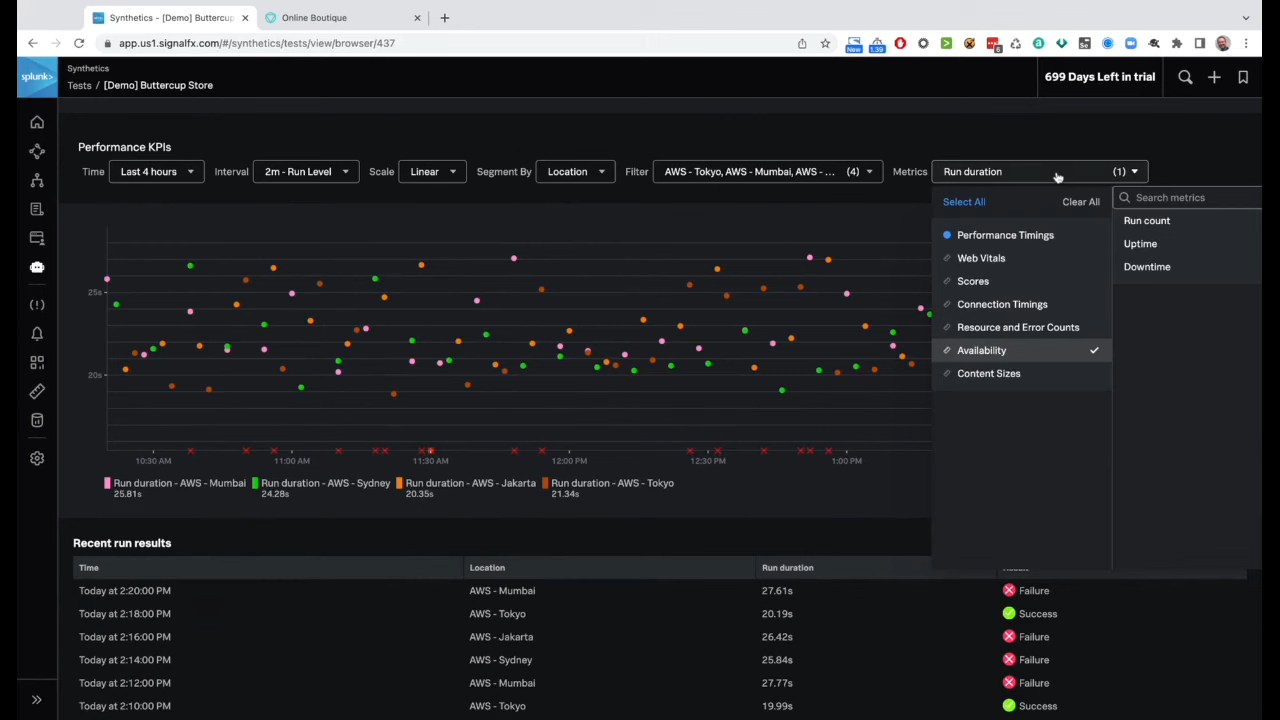 Synthetics - [Demo] Buttercup
Online Boutique
app.us1.signalfx.com/#/synthetics/tests/view/browser/437
New
1.39
6
splunk>
Synthetics
Tests / [Demo] Buttercup Store
699 Days Left in trial
Performance KPIs
Time Last 4 hours Interval 2m - Run Level Scale Linear Segment By Location Filter AWS - Tokyo, AWS - Mumbai, AWS - ... (4) Metrics Run duration (1)
Select All Clear All
Search metrics
Performance Timings
Web Vitals
Scores
Connection Timings
Resource and Error Counts
Availability
Content Sizes
Run count
Uptime
Downtime
25s
20s
10:30 AM 11:00 AM 11:30 AM 12:00 PM 12:30 PM 1:00 PM
Run duration - AWS - Mumbai
25.81s
Run duration - AWS - Sydney
24.28s
Run duration - AWS - Jakarta
20.35s
Run duration - AWS - Tokyo
21.34s
Recent run results
Time Location Run duration
Today at 2:20:00 PM AWS - Mumbai 27.61s Failure
Today at 2:18:00 PM AWS - Tokyo 20.19s Success
Today at 2:16:00 PM AWS - Jakarta 26.42s Failure
Today at 2:14:00 PM AWS - Sydney 25.84s Failure
Today at 2:12:00 PM AWS - Mumbai 27.77s Failure
Today at 2:10:00 PM AWS - Tokyo 19.99s Success